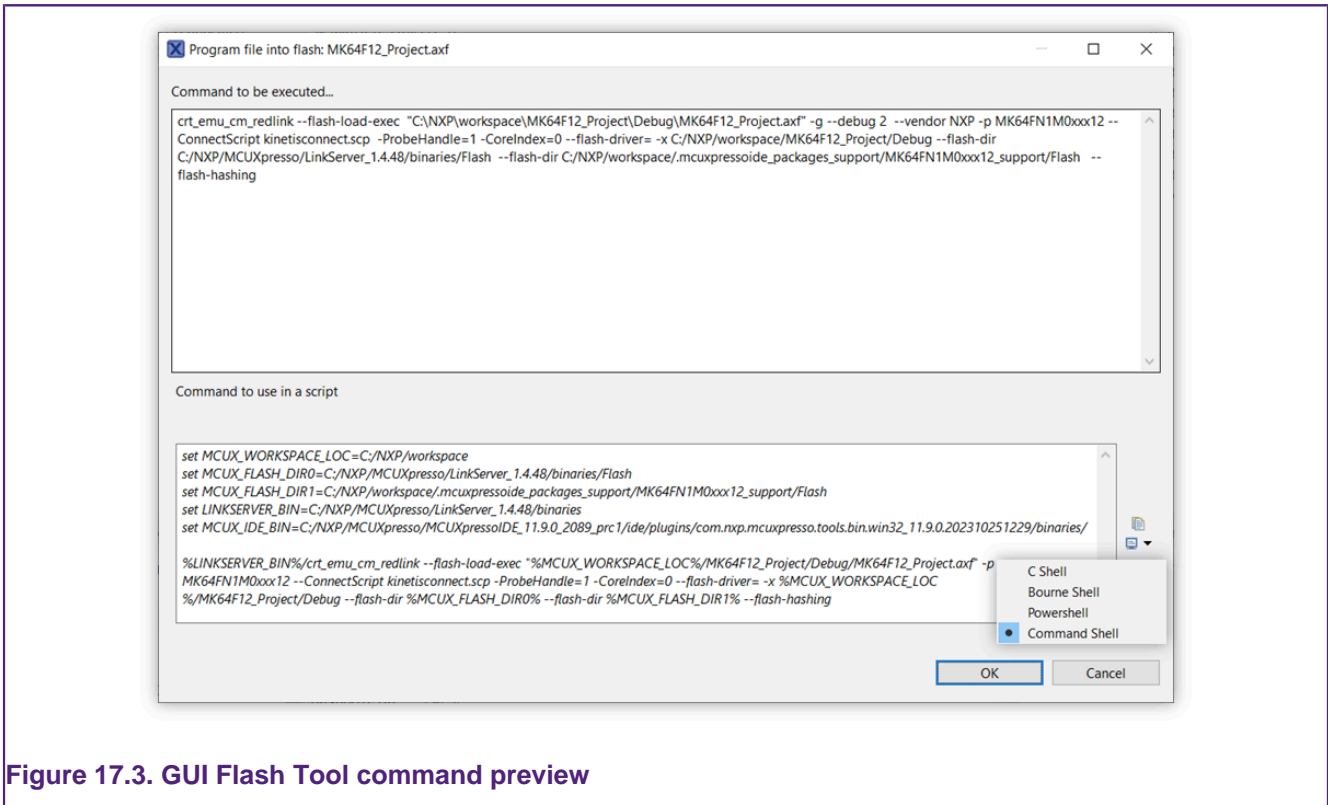 Program file into flash: MK64F12_Project.axf
Command to be executed...
crt_emu_cm_redlink --flash-load-exec "C:\NXP\workspace\MK64F12_Project\Debug\MK64F12_Project.axf" -g --debug 2 --vendor NXP -p MK64FN1M0xxx12 --
ConnectScript kinetisconnect.scp -ProbeHandle=1 -CoreIndex=0 --flash-driver= -x C:/NXP/workspace/MK64F12_Project/Debug --flash-dir
C:/NXP/MCUXpresso/LinkServer_1.4.48/binaries/Flash --flash-dir C:/NXP/workspace/.mcuxpressoide_packages_support/MK64FN1M0xxx12_support/Flash --
flash-hashing
Command to use in a script
set MCUX_WORKSPACE_LOC=C:/NXP/workspace
set MCUX_FLASH_DIR0=C:/NXP/MCUXpresso/LinkServer_1.4.48/binaries/Flash
set MCUX_FLASH_DIR1=C:/NXP/workspace/.mcuxpressoide_packages_support/MK64FN1M0xxx12_support/Flash
set LINKSERVER_BIN=C:/NXP/MCUXpresso/LinkServer_1.4.48/binaries
set MCUX_IDE_BIN=C:/NXP/MCUXpresso/MCUXpressoIDE_11.9.0_2089_prc1/ide/plugins/com.nxp.mcuxpresso.tools.bin.win32_11.9.0.202310251229/binaries/
%LINKSERVER_BIN%/crt_emu_cm_redlink --flash-load-exec "%MCUX_WORKSPACE_LOC%/MK64F12_Project/Debug/MK64F12_Project.axf" -p
MK64FN1M0xxx12 --ConnectScript kinetisconnect.scp -ProbeHandle=1 -CoreIndex=0 --flash-driver= -x %MCUX_WORKSPACE_LOC
%/MK64F12_Project/Debug --flash-dir %MCUX_FLASH_DIR0% --flash-dir %MCUX_FLASH_DIR1% --flash-hashing
C Shell
Bourne Shell
Powershell
Command Shell
OK
Cancel
Figure 17.3. GUI Flash Tool command preview